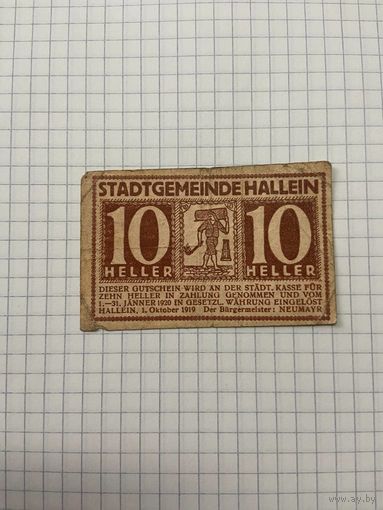 STADTGEMEINDE HALLEIN
10 10
HELLER HELLER
DIESER GUTSCHEIN WIRD AN DER STÄDT. KASSE FÜR
ZEHN HELLER IN ZAHLUNG GENOMMEN UND VOM
1.—31. JÄNNER 1920 IN GESETZL. WÄHRUNG EINGELÖST
HALLEIN, 1. Oktober 1919 Der Bürgermeister: NEUMAYR
ay.by